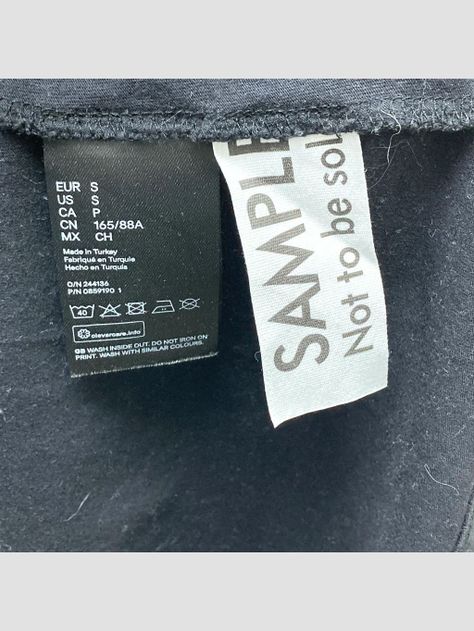 EUR S
US S
CA P
CN 165/88A
MX CH
Made in Turkey
Fabriqué en Turquie
Hecho en Turquía
O/N 244136
P/N 0859190 1
40
clevercare.info
GB WASH INSIDE OUT. DO NOT IRON ON
PRINT. WASH WITH SIMILAR COLOURS.
SAMPLE
Not to be sol